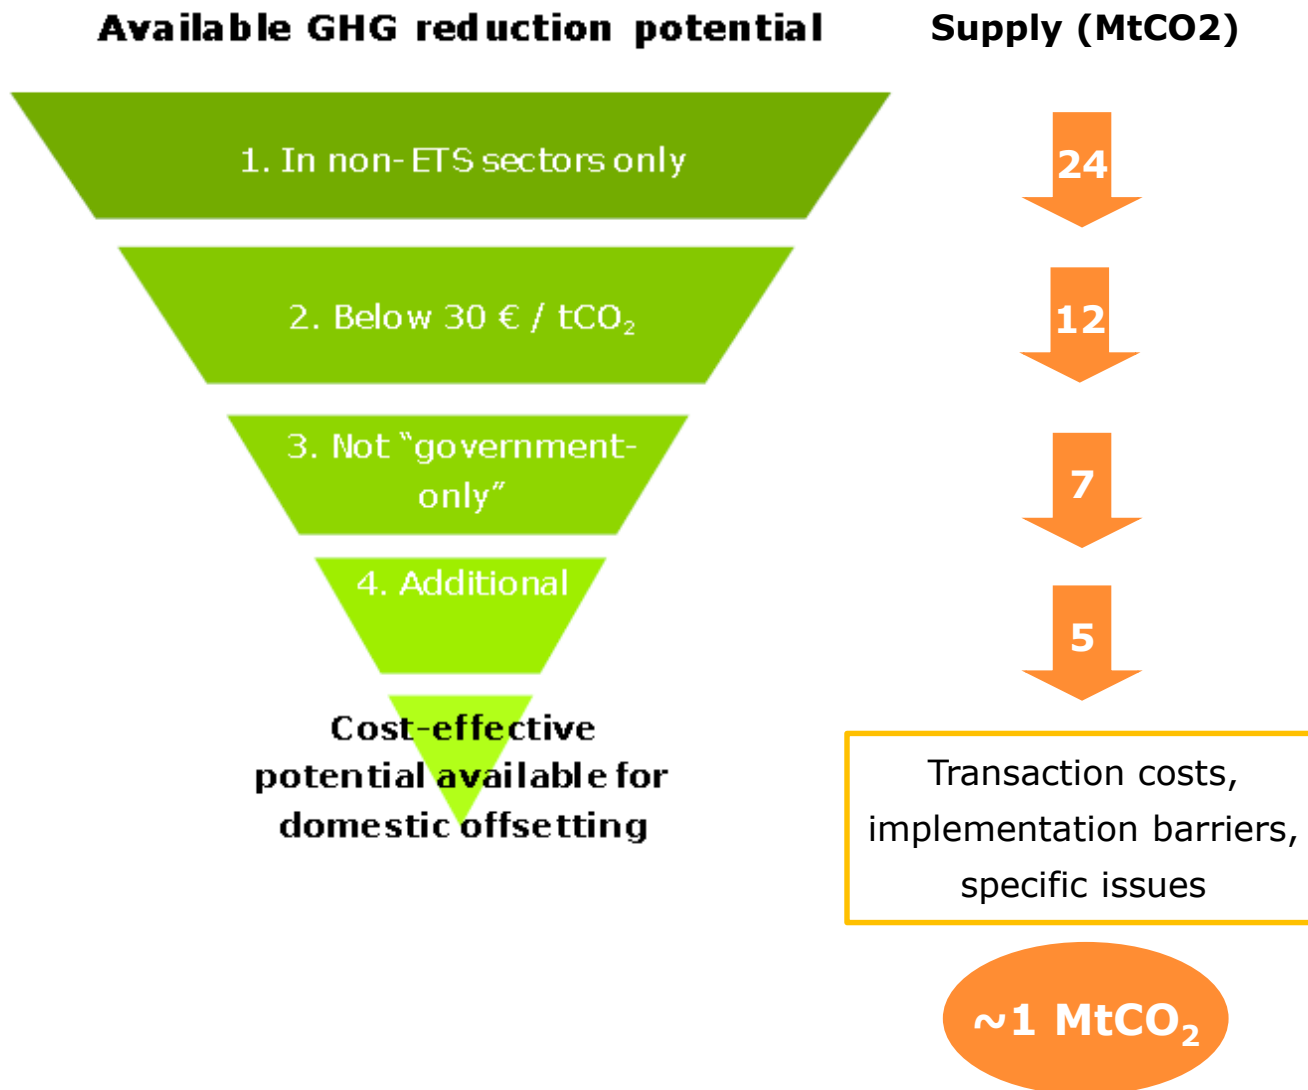 Available GHG reduction potential
Supply (MtCO2)
1. In non-ETS sectors only
24
2. Below 30 € / tCO₂
12
3. Not “government-
only”
7
4. Additional
5
Cost-effective
potential available for
domestic offsetting
Transaction costs,
implementation barriers,
specific issues
~1 MtCO₂